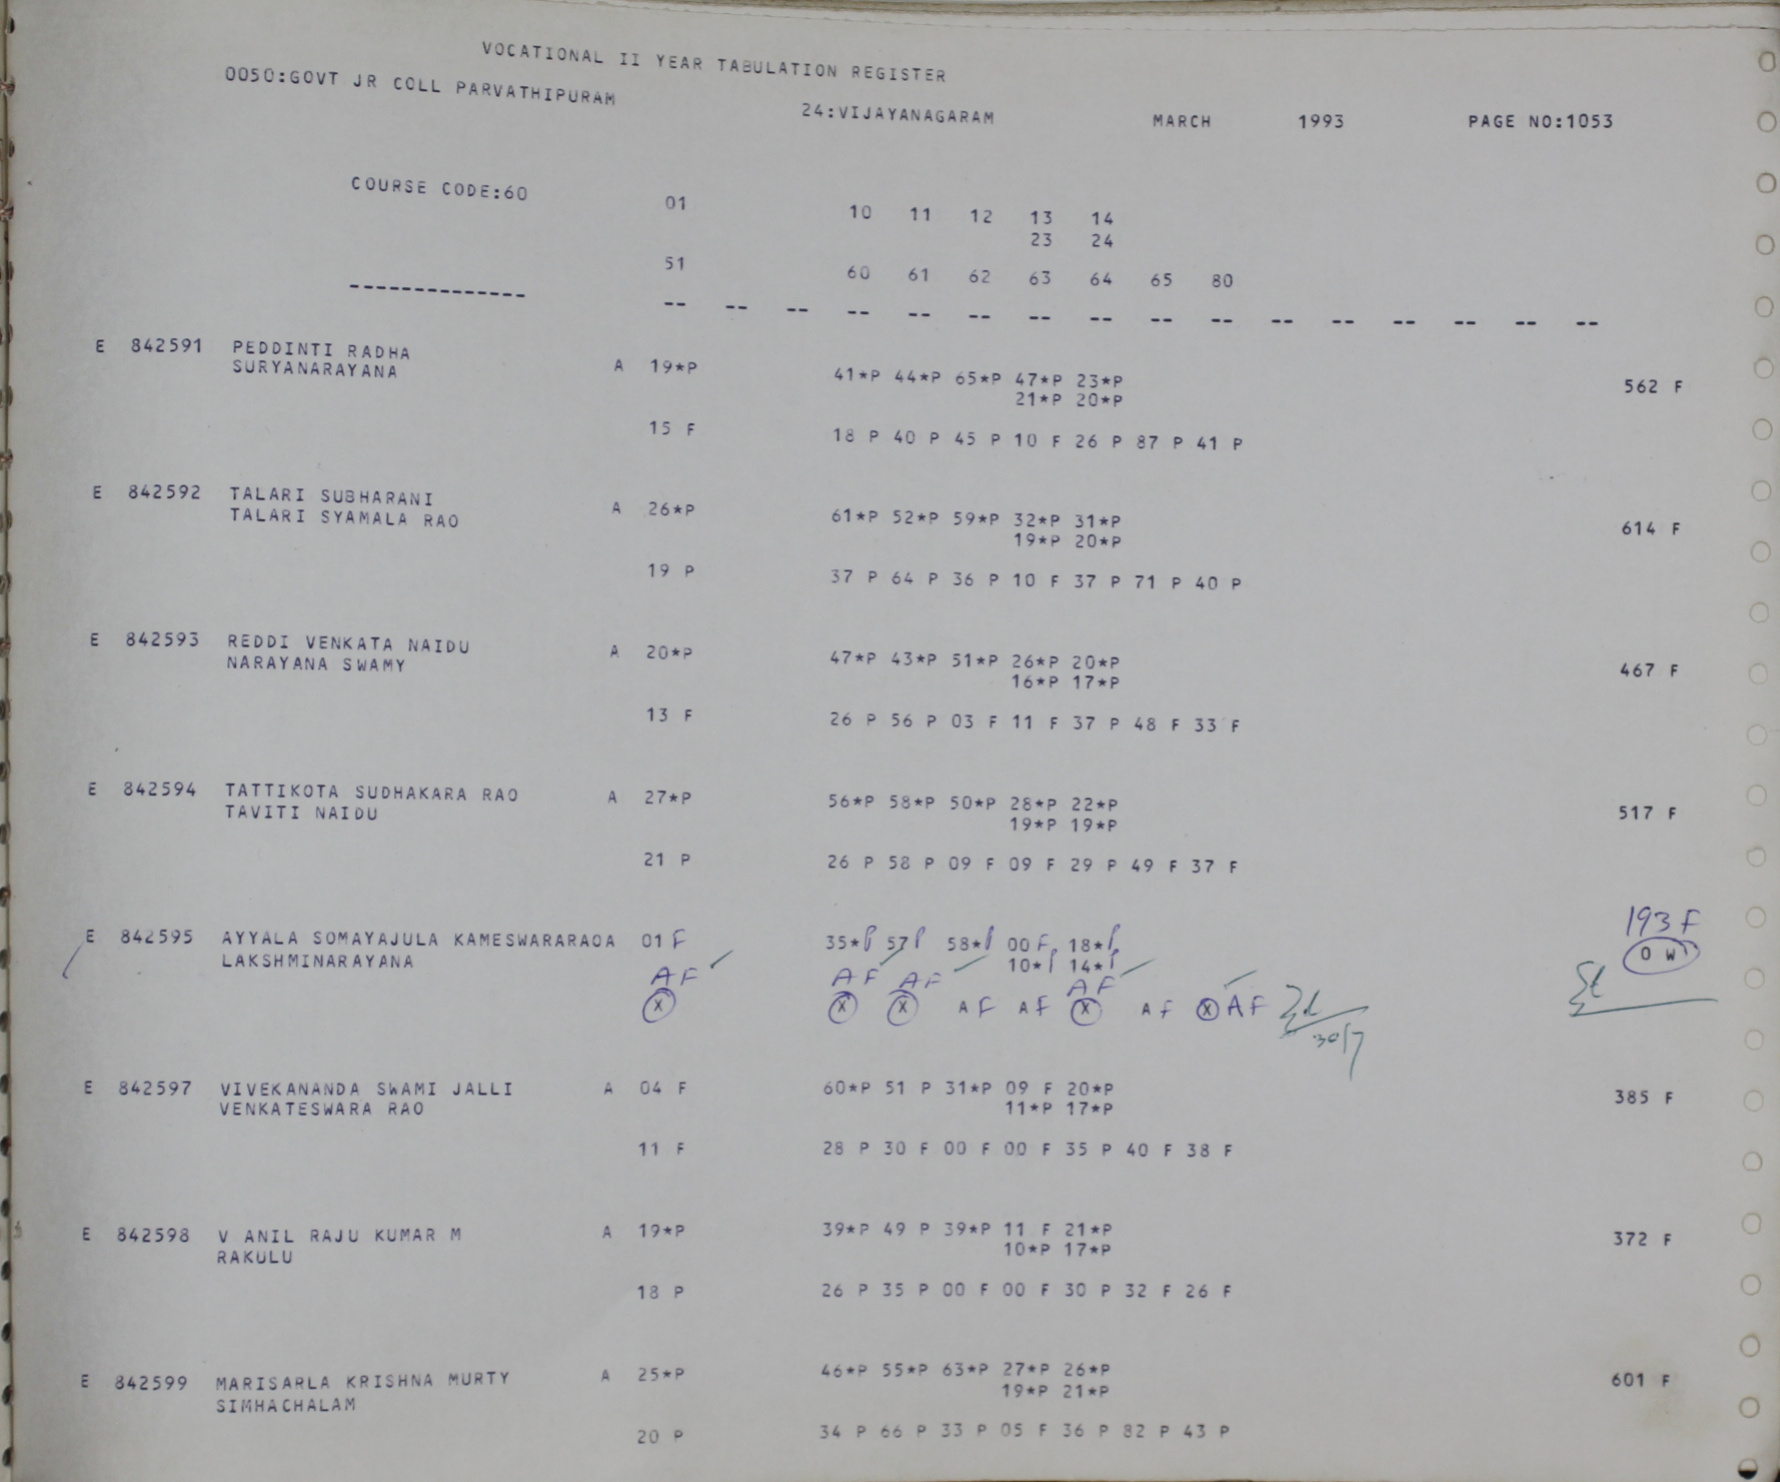 VOCATIONAL II YEAR TABULATION REGISTER
0050:GOVT JR COLL PARVATHIPURAM 24:VIJAYANAGARAM MARCH 1993 PAGE NO:1053
COURSE CODE:60 01 10 11 12 13 14
23 24
51 60 61 62 63 64 65 80
-------------- -- -- -- -- -- -- -- -- -- -- -- -- -- -- -- --
E 842591 PEDDINTI RADHA A 19*P 41*P 44*P 65*P 47*P 23*P 562 F
SURYANARAYANA 21*P 20*P
15 F 18 P 40 P 45 P 10 F 26 P 87 P 41 P
E 842592 TALARI SUBHARANI A 26*P 61*P 52*P 59*P 32*P 31*P 614 F
TALARI SYAMALA RAO 19*P 20*P
19 P 37 P 64 P 36 P 10 F 37 P 71 P 40 P
E 842593 REDDI VENKATA NAIDU A 20*P 47*P 43*P 51*P 26*P 20*P 467 F
NARAYANA SWAMY 16*P 17*P
13 F 26 P 56 P 03 F 11 F 37 P 48 F 33 F
E 842594 TATTIKOTA SUDHAKARA RAO A 27*P 56*P 58*P 50*P 28*P 22*P 517 F
TAVITI NAIDU 19*P 19*P
21 P 26 P 58 P 09 F 09 F 29 P 49 F 37 F
193 F
E 842595 AYYALA SOMAYAJULA KAMESWARARAOA 01 F 35*P 57 P 58*P 00 F 18*P O W
LAKSHMINARAYANA 10*P 14*P
AF AF AF AF
X X X AF AF X AF X AF
30/7
E 842597 VIVEKANANDA SWAMI JALLI A 04 F 60*P 51 P 31*P 09 F 20*P 385 F
VENKATESWARA RAO 11*P 17*P
11 F 28 P 30 F 00 F 00 F 35 P 40 F 38 F
E 842598 V ANIL RAJU KUMAR M A 19*P 39*P 49 P 39*P 11 F 21*P 372 F
RAKULU 10*P 17*P
18 P 26 P 35 P 00 F 00 F 30 P 32 F 26 F
E 842599 MARISARLA KRISHNA MURTY A 25*P 46*P 55*P 63*P 27*P 26*P 601 F
SIMHACHALAM 19*P 21*P
20 P 34 P 66 P 33 P 05 F 36 P 82 P 43 P